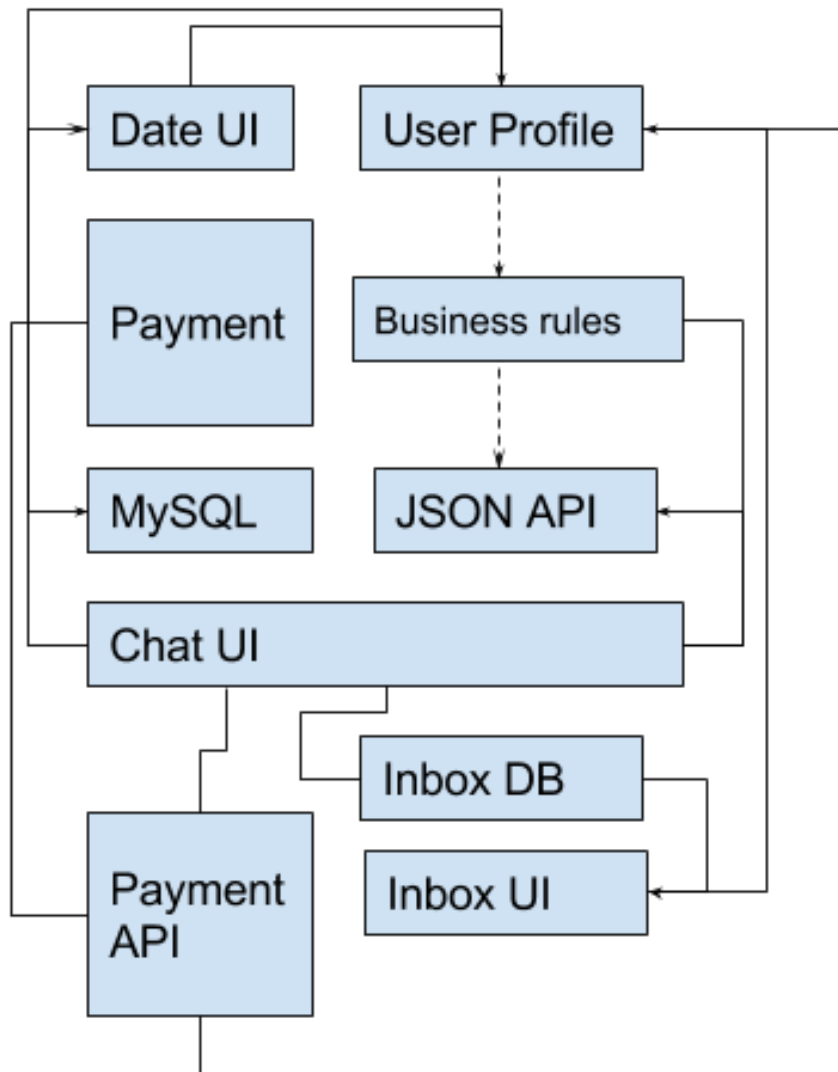 Date UI
User Profile
Payment
Business rules
MySQL
JSON API
Chat UI
Inbox DB
Payment
API
Inbox UI